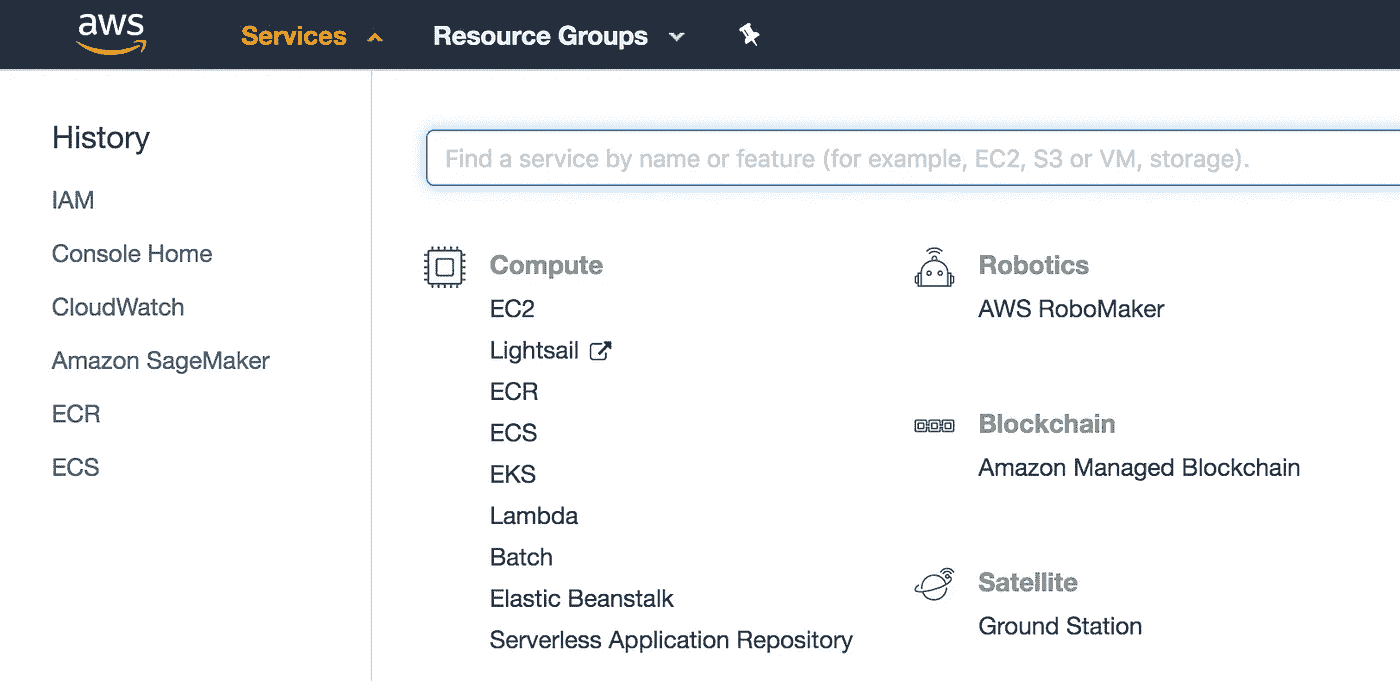 aws
Services
Resource Groups
History
IAM
Console Home
CloudWatch
Amazon SageMaker
ECR
ECS
Find a service by name or feature (for example, EC2, S3 or VM, storage).
Compute
EC2
Lightsail
ECR
ECS
EKS
Lambda
Batch
Elastic Beanstalk
Serverless Application Repository
Robotics
AWS RoboMaker
Blockchain
Amazon Managed Blockchain
Satellite
Ground Station